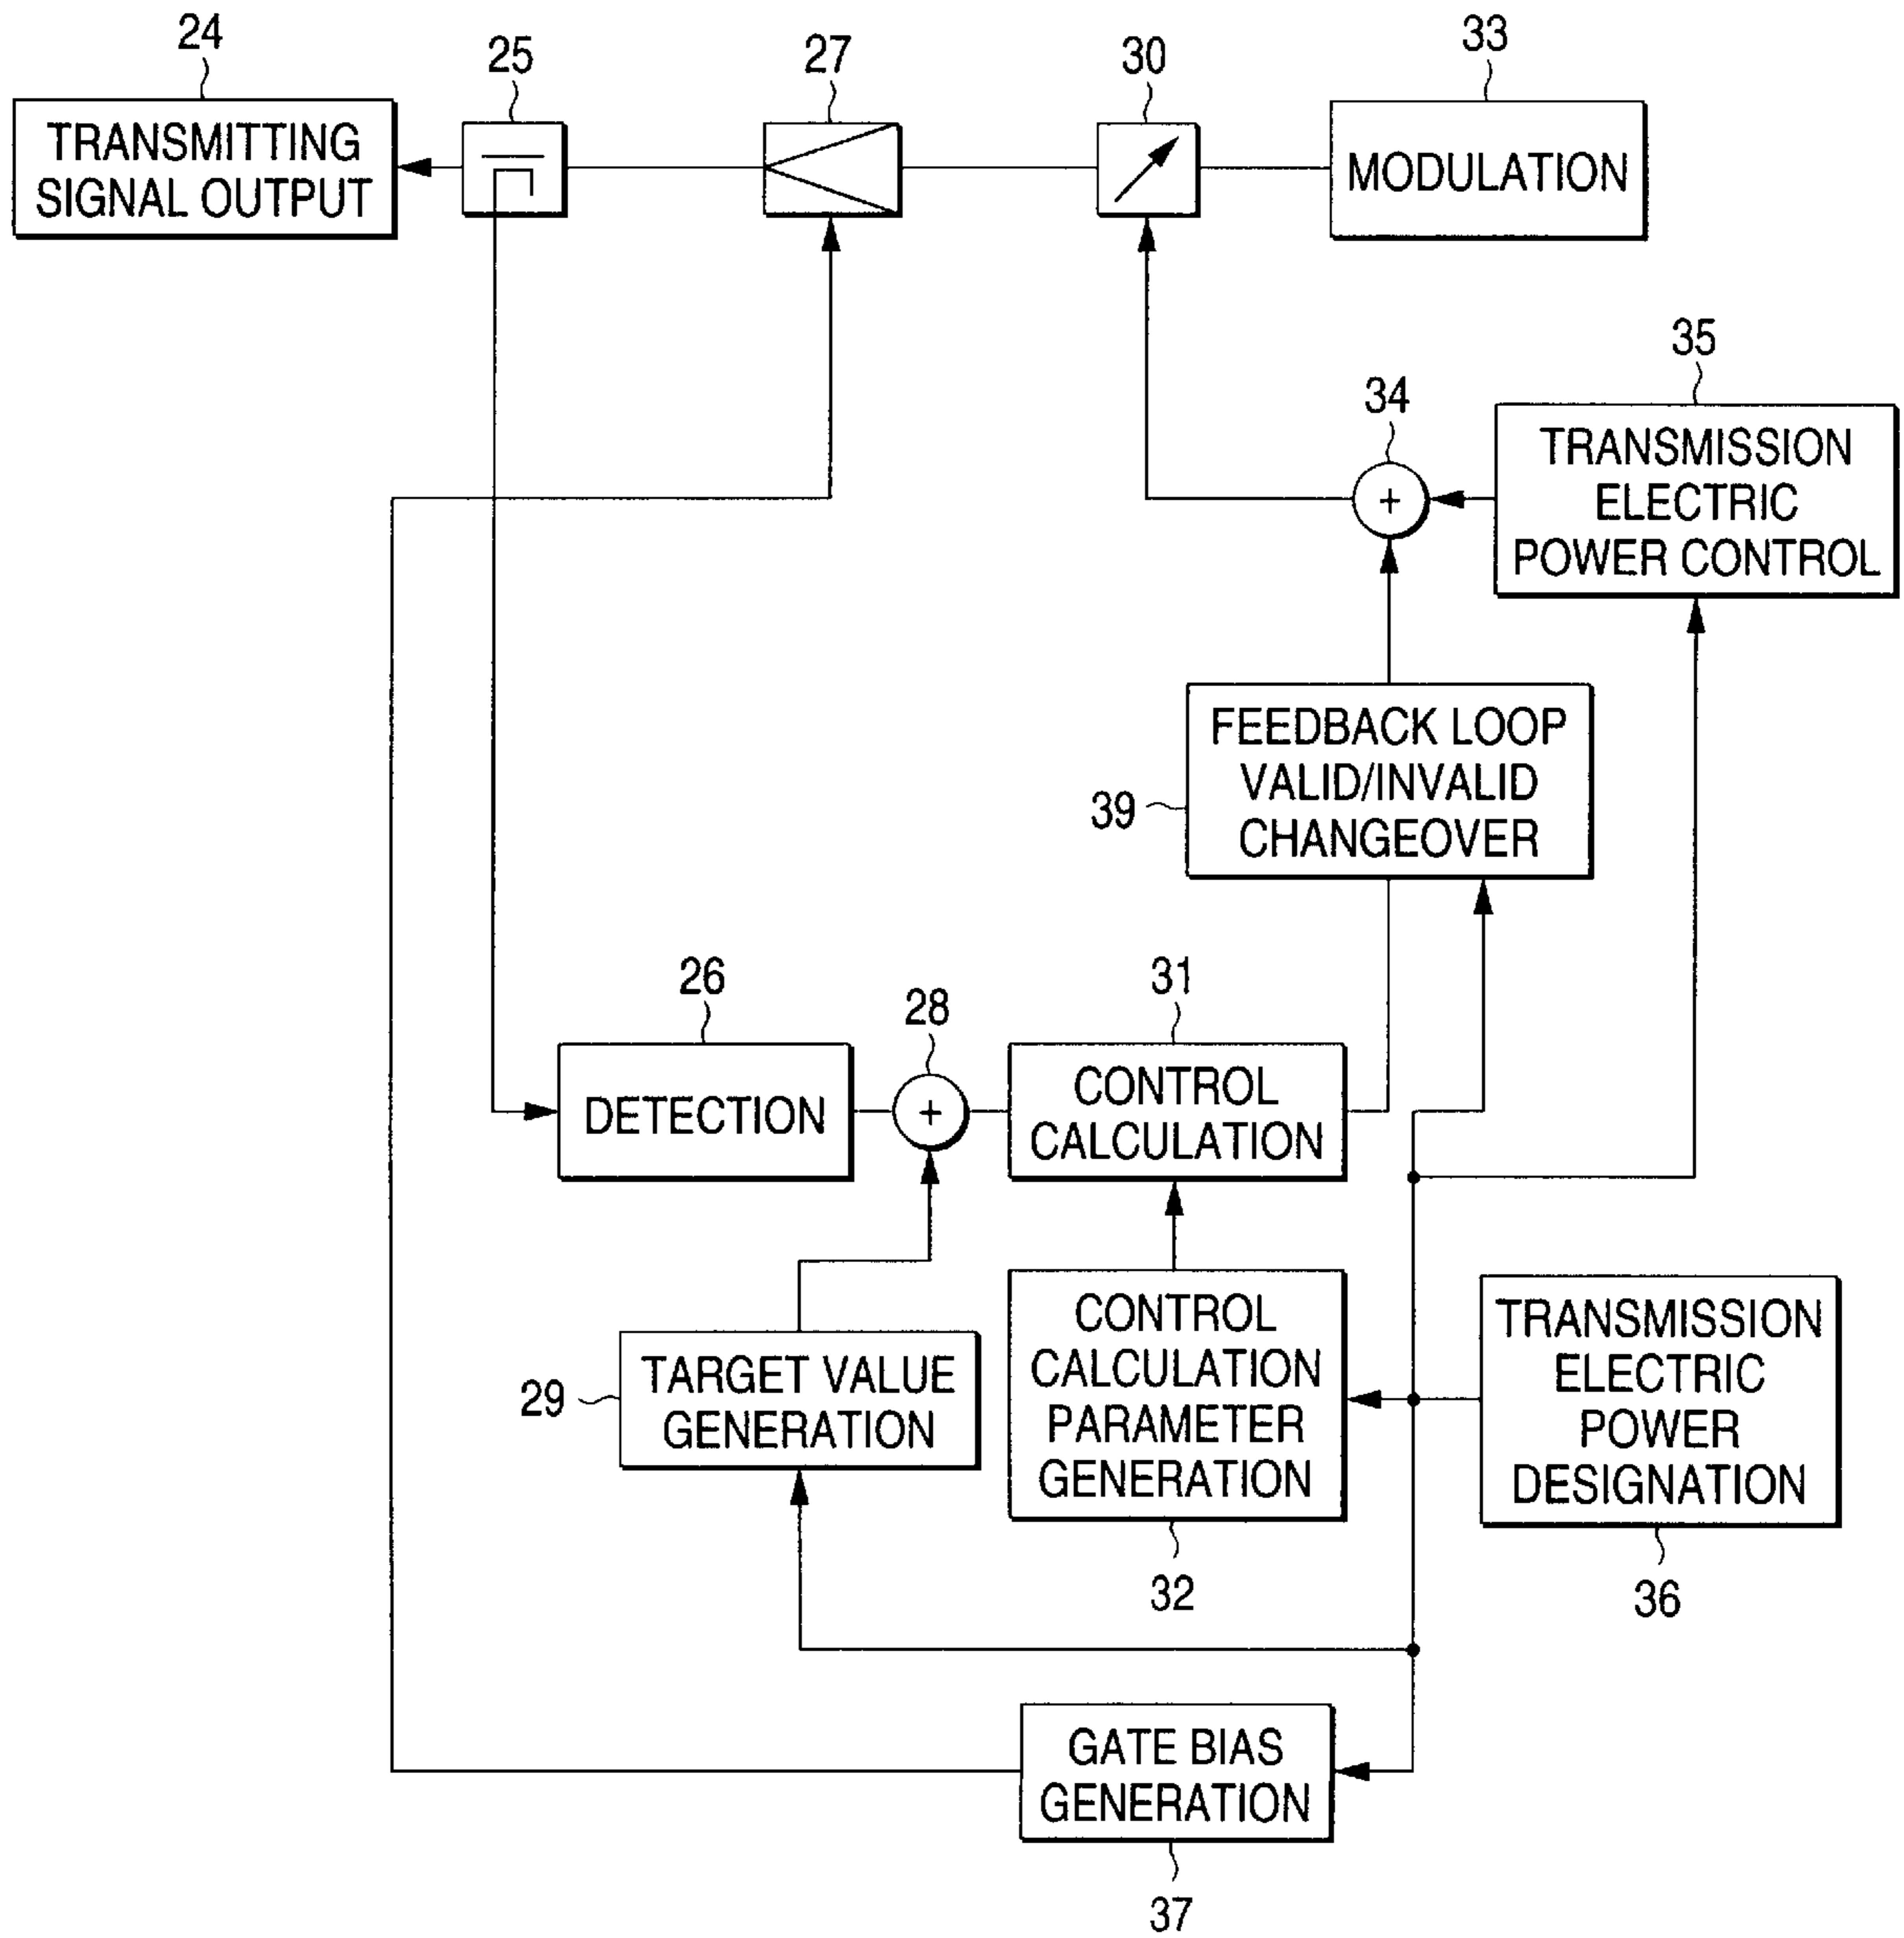 24
25
27
30
33
TRANSMITTING
SIGNAL OUTPUT
MODULATION
35
34
TRANSMISSION
ELECTRIC
POWER CONTROL
+
FEEDBACK LOOP
VALID/INVALID
CHANGEOVER
39
26
28
31
DETECTION
+
CONTROL
CALCULATION
TARGET VALUE
GENERATION
29
CONTROL
CALCULATION
PARAMETER
GENERATION
32
TRANSMISSION
ELECTRIC
POWER
DESIGNATION
36
GATE BIAS
GENERATION
37